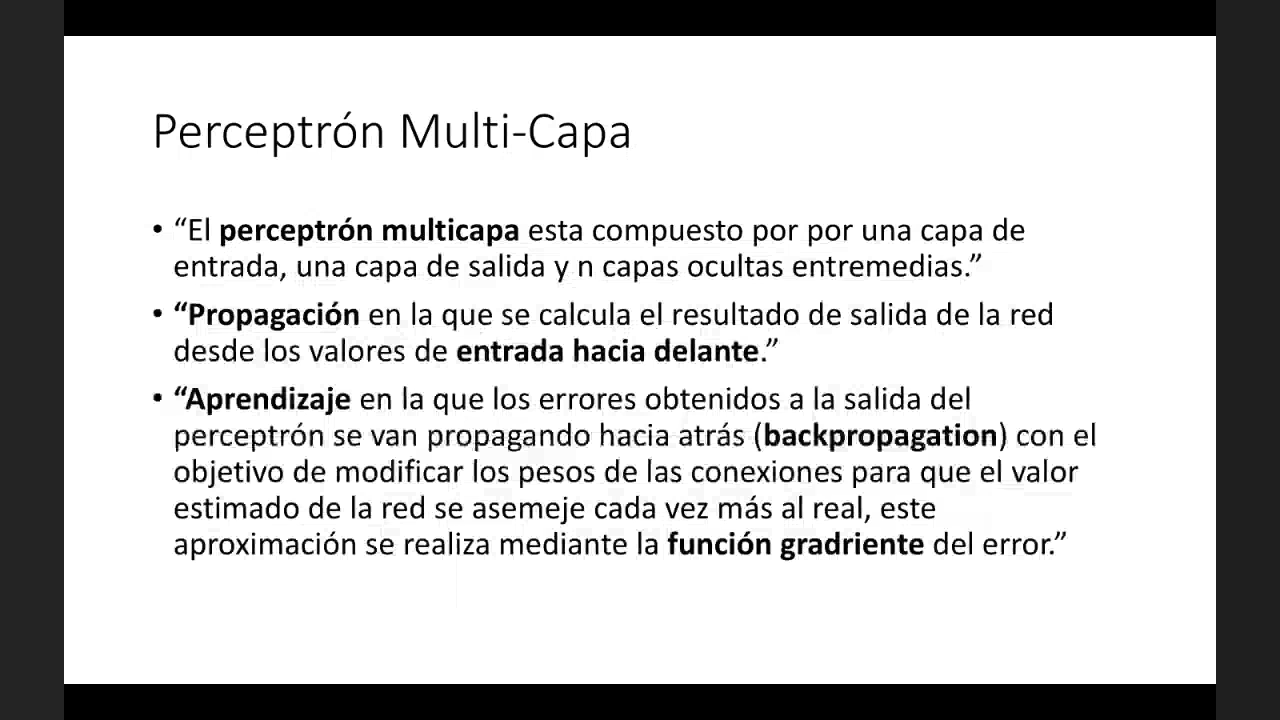 Perceptrón Multi-Capa
• “El perceptrón multicapa esta compuesto por por una capa de
entrada, una capa de salida y n capas ocultas entremedias.”
• “Propagación en la que se calcula el resultado de salida de la red
desde los valores de entrada hacia delante.”
• “Aprendizaje en la que los errores obtenidos a la salida del
perceptrón se van propagando hacia atrás (backpropagation) con el
objetivo de modificar los pesos de las conexiones para que el valor
estimado de la red se asemeje cada vez más al real, este
aproximación se realiza mediante la función gradriente del error.”